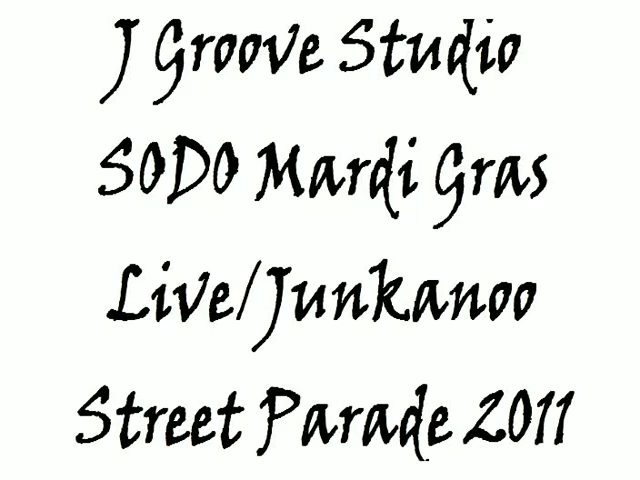 J Groove Studio
SODO Mardi Gras
Live/Junkanoo
Street Parade 2011